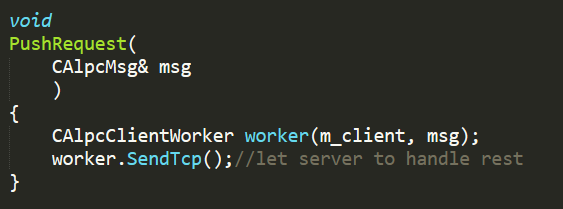 void
PushRequest(
    CAlpcMsg& msg
    )
{
    CAlpcClientWorker worker(m_client, msg);
    worker.SendTcp();//let server to handle rest
}